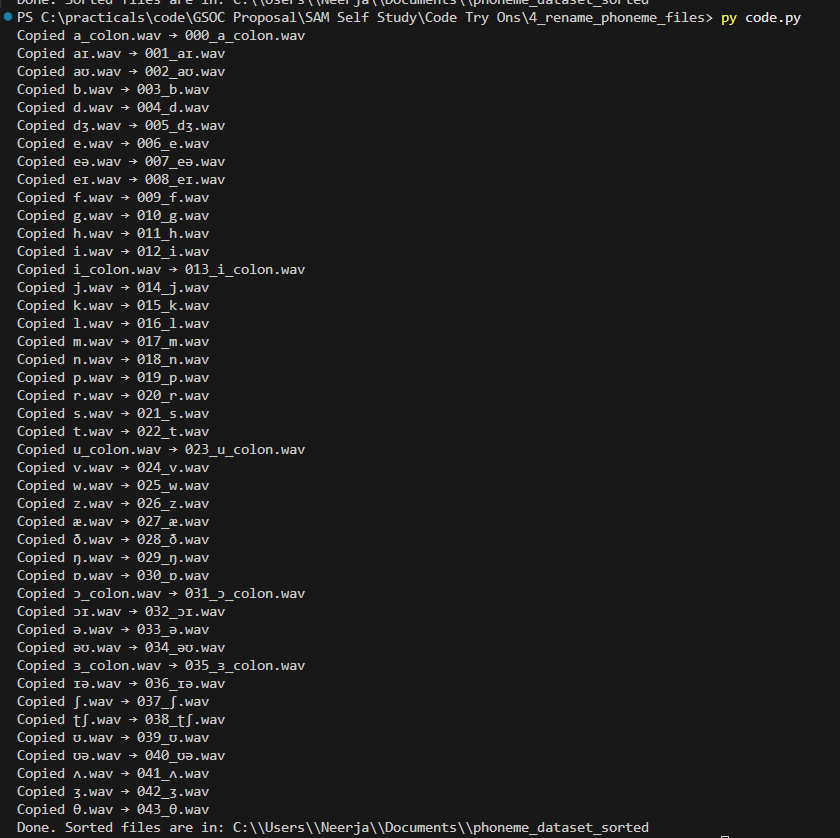 Done. Sorted files are in: C:\\Users\\Neerja\\Documents\\phoneme_dataset_sorted
PS C:\practicals\code\GSOC Proposal\SAM Self Study\Code Try Ons\4_rename_phoneme_files> py code.py
Copied a_colon.wav → 000_a_colon.wav
Copied aɪ.wav → 001_aɪ.wav
Copied aʊ.wav → 002_aʊ.wav
Copied b.wav → 003_b.wav
Copied d.wav → 004_d.wav
Copied dʒ.wav → 005_dʒ.wav
Copied e.wav → 006_e.wav
Copied eə.wav → 007_eə.wav
Copied eɪ.wav → 008_eɪ.wav
Copied f.wav → 009_f.wav
Copied g.wav → 010_g.wav
Copied h.wav → 011_h.wav
Copied i.wav → 012_i.wav
Copied i_colon.wav → 013_i_colon.wav
Copied j.wav → 014_j.wav
Copied k.wav → 015_k.wav
Copied l.wav → 016_l.wav
Copied m.wav → 017_m.wav
Copied n.wav → 018_n.wav
Copied p.wav → 019_p.wav
Copied r.wav → 020_r.wav
Copied s.wav → 021_s.wav
Copied t.wav → 022_t.wav
Copied u_colon.wav → 023_u_colon.wav
Copied v.wav → 024_v.wav
Copied w.wav → 025_w.wav
Copied z.wav → 026_z.wav
Copied æ.wav → 027_æ.wav
Copied ð.wav → 028_ð.wav
Copied ŋ.wav → 029_ŋ.wav
Copied ɒ.wav → 030_ɒ.wav
Copied ɔ_colon.wav → 031_ɔ_colon.wav
Copied ɔɪ.wav → 032_ɔɪ.wav
Copied ə.wav → 033_ə.wav
Copied əʊ.wav → 034_əʊ.wav
Copied ɜ_colon.wav → 035_ɜ_colon.wav
Copied ɪə.wav → 036_ɪə.wav
Copied ʃ.wav → 037_ʃ.wav
Copied ʈʃ.wav → 038_ʈʃ.wav
Copied ʊ.wav → 039_ʊ.wav
Copied ʊə.wav → 040_ʊə.wav
Copied ʌ.wav → 041_ʌ.wav
Copied ʒ.wav → 042_ʒ.wav
Copied θ.wav → 043_θ.wav
Done. Sorted files are in: C:\\Users\\Neerja\\Documents\\phoneme_dataset_sorted